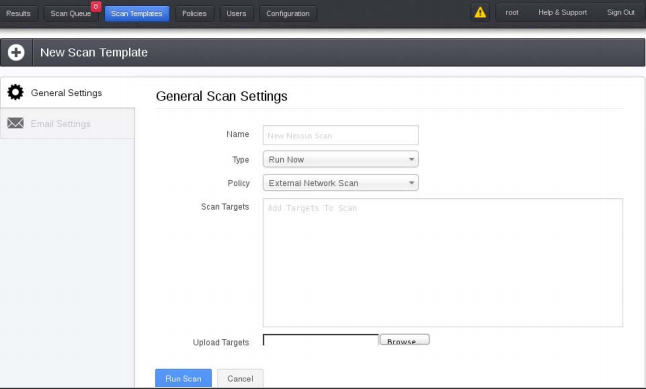 Results Scan Queue 0 Scan Templates Policies Users Configuration root Help & Support Sign Out
New Scan Template
General Settings
Email Settings
General Scan Settings
Name New Nessus Scan
Type Run Now
Policy External Network Scan
Scan Targets Add Targets To Scan
Upload Targets Browse...
Run Scan Cancel